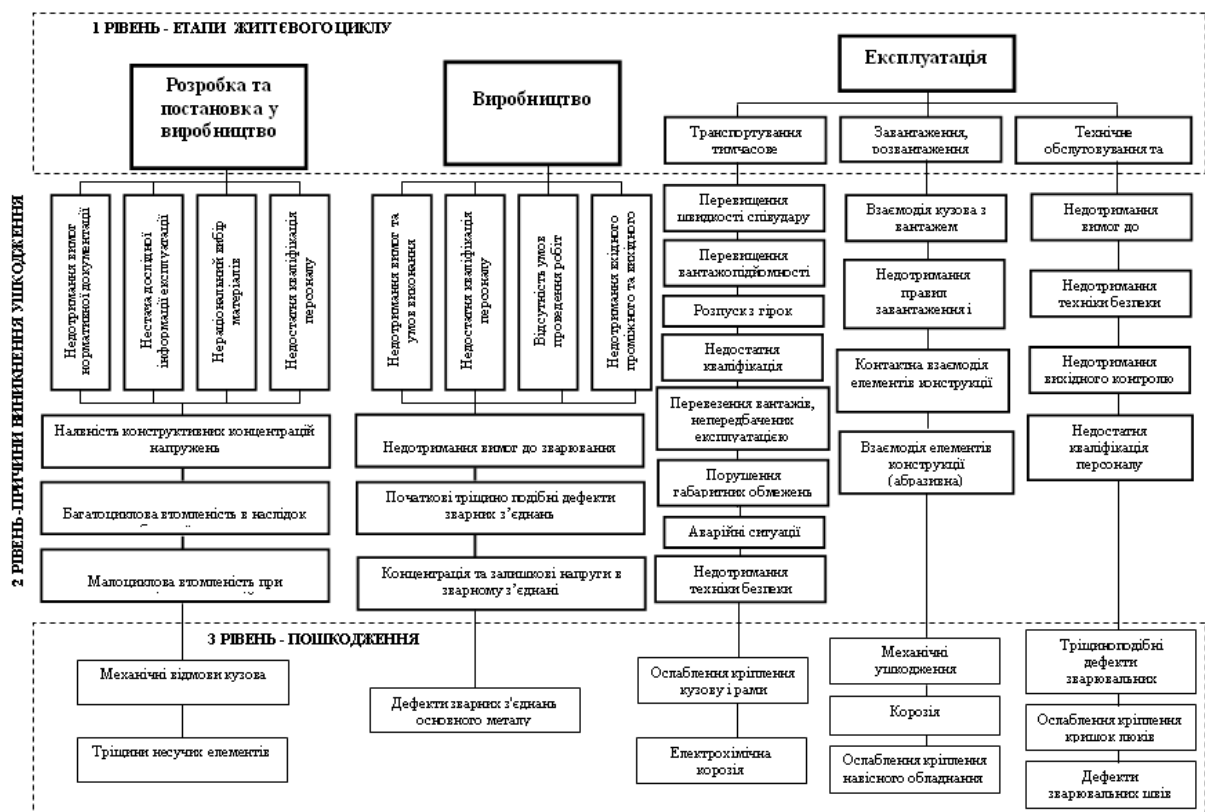 1 РІВЕНЬ - ЕТАПИ ЖИТТЄВОГО ЦИКЛУ
Розробка та
постановка у
виробництво
Виробництво
Експлуатація
Транспортування
тимчасове
Завантаження,
розвантаження
Технічне
обслутовування та
2 РІВЕНЬ-ПРИЧИНИ ВИНИКНЕННЯ УШКОДЖЕННЯ
Недотримання вимог
нормативної документації
Нестача дослідної
інформації експлуатації
Нераціональний вибір
матеріалів
Недостатня кваліфікація
персоналу
Наявність конструктивних концентрацій
напружень
Багатоциклова втомленість в наслідок
Малоциклова втомленість при
Недотримання вимог та
умов виконання
Недостатня кваліфікація
персоналу
Відсутність умов
проведення робіт
Недотримання вхідного
проміжного та вихідного
Недотримання вимог до зварювання
Початкові тріщино подібні дефекти
зварних з’єднань
Концентрація та залишкові напруги в
зварному з’єднані
Перевищення
швидкості співудару
Перевищення
вантажопідйомності
Розпуск з гірок
Недостатня
кваліфікація
Перевезення вантажів,
непередбачених
експлуатацією
Порушення
габаритних обмежень
Аварійні ситуації
Недотримання
техніки безпеки
Взаємодія кузова з
вантажем
Недотримання
правил
завантаження і
Контактна взаємодія
елементів конструкції
Взаємодія елементів
конструкції
(абразивна)
Недотримання
вимог до
Недотримання
техніки безпеки
Недотримання
вихідного контролю
Недостатня
кваліфікація
персоналу
3 РІВЕНЬ - ПОШКОДЖЕННЯ
Механічні відмови кузова
Тріщини несучих елементів
Дефекти зварних з'єднань
основного металу
Ослаблення кріплення
кузову і рами
Електрохімічна
корозія
Механічні
ушкодження
Корозія
Ослаблення кріплення
навісного обладнання
Тріщиноподібні
дефекти
зварювальних
Ослаблення кріплення
кришок люків
Дефекти
зварювальних швів